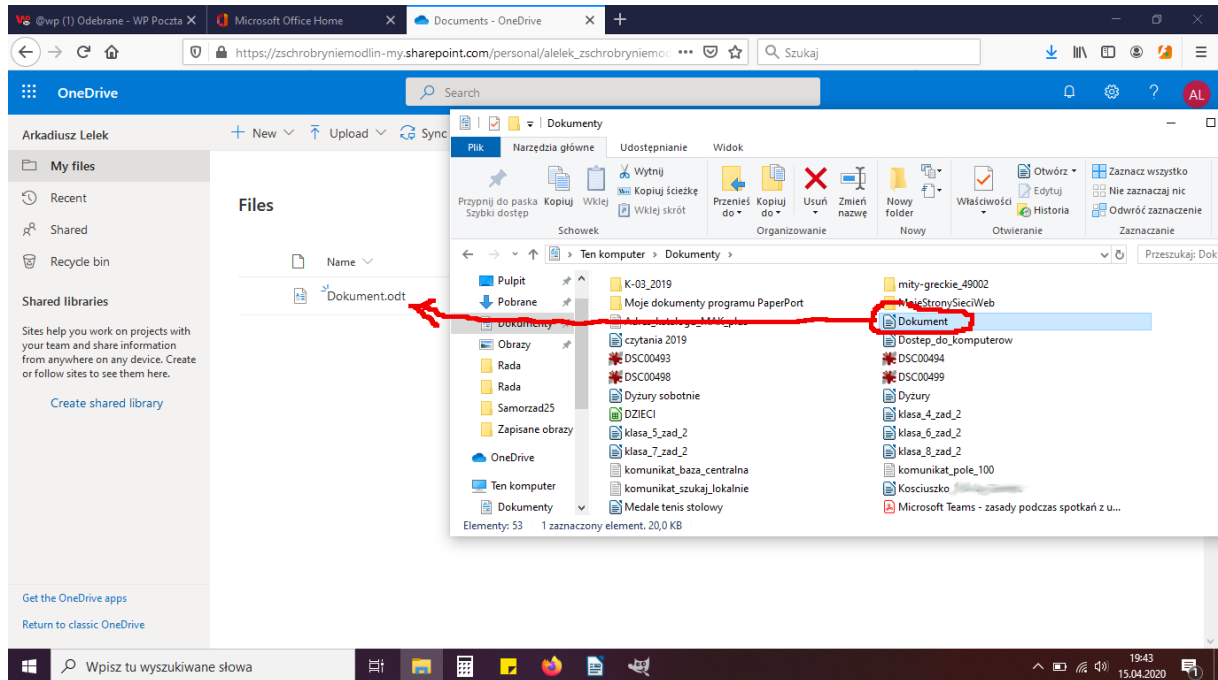 @wp (1) Odebrane - WP Poczta
Microsoft Office Home
Documents - OneDrive
https://zschrobryniemodlin-my.sharepoint.com/personal/alelek_zschrobryniemoc
Szukaj
OneDrive
Search
AL
Arkadiusz Lelek
New
Upload
Sync
My files
Recent
Shared
Recycle bin
Shared libraries
Sites help you work on projects with
your team and share information
from anywhere on any device. Create
or follow sites to see them here.
Create shared library
Get the OneDrive apps
Return to classic OneDrive
Files
Name
Dokument.odt
Dokumenty
Plik Narzędzia główne Udostępnianie Widok
Przypnij do paska
Szybki dostęp
Kopiuj
Wklej
Wytnij
Kopiuj ścieżkę
Wklej skrót
Schowek
Przenieś
do
Kopiuj
do
Usuń
Zmień
nazwę
Organizowanie
Nowy
folder
Nowy
Właściwości
Otwórz
Edytuj
Historia
Otwieranie
Zaznacz wszystko
Nie zaznaczaj nic
Odwróć zaznaczenie
Zaznaczanie
Ten komputer > Dokumenty >
Przeszukaj: Dok
Pulpit
Pobrane
Dokumenty
Obrazy
Rada
Rada
Samorzad25
Zapisane obrazy
OneDrive
Ten komputer
Dokumenty
K-03_2019
mity-greckie_49002
Moje dokumenty programu PaperPort
MojeStronySieciWeb
Adres_katalogu_MAK_plus
Dokument
czytania 2019
Dostep_do_komputerow
DSC00493
DSC00494
DSC00498
DSC00499
Dyżury sobotnie
Dyżury
DZIECI
klasa_4_zad_2
klasa_5_zad_2
klasa_6_zad_2
klasa_7_zad_2
klasa_8_zad_2
komunikat_baza_centralna
komunikat_pole_100
komunikat_szukaj_lokalnie
Kosciuszko
Medale tenis stolowy
Microsoft Teams - zasady podczas spotkań z u...
Elementy: 53 1 zaznaczony element. 20,0 KB
Wpisz tu wyszukiwane słowa
19:43
15.04.2020
1